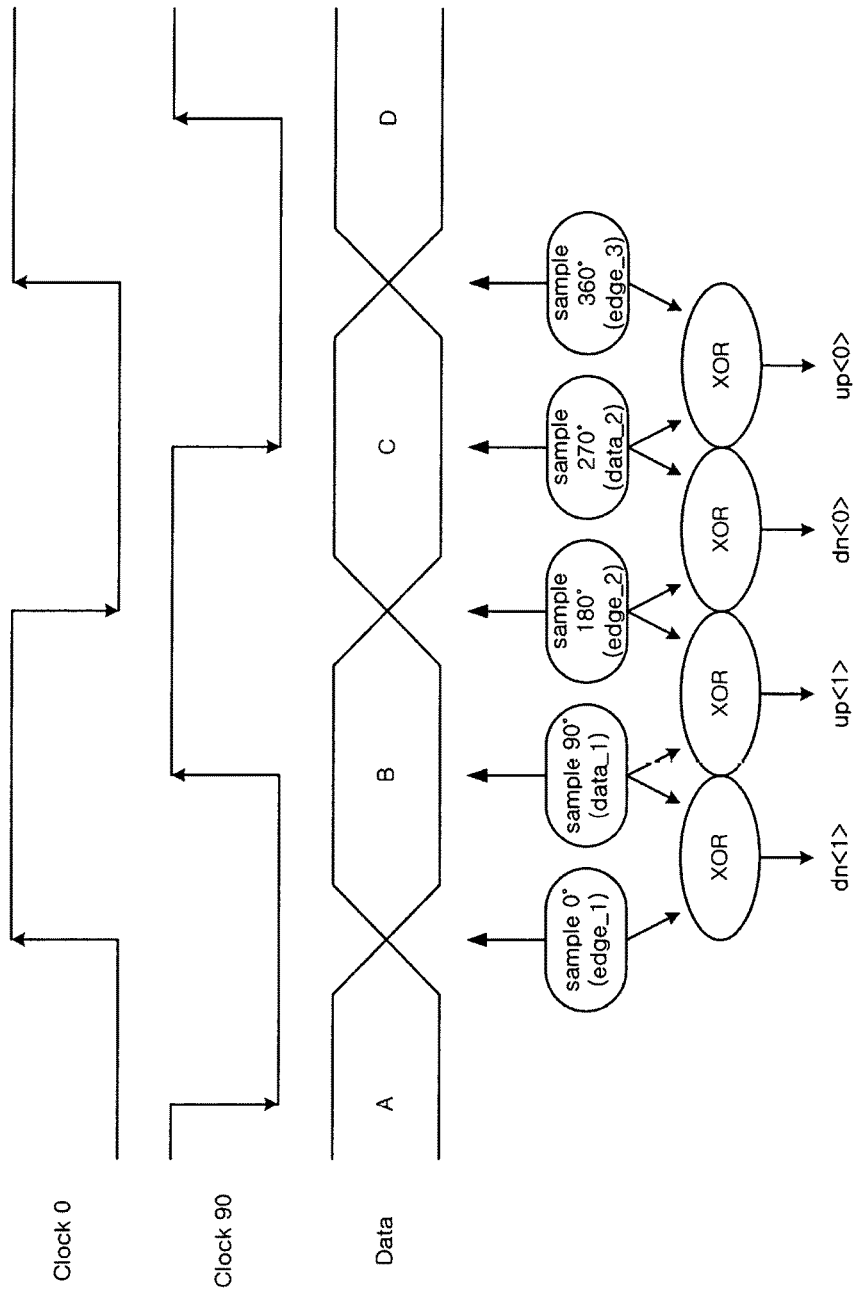 Clock 0
Clock 90
Data
A
B
C
D
sample 0°
(edge_1)
sample 90°
(data_1)
sample
180°
(edge_2)
sample
270°
(data_2)
sample
360°
(edge_3)
XOR
XOR
XOR
XOR
dn<1>
up<1>
dn<0>
up<0>